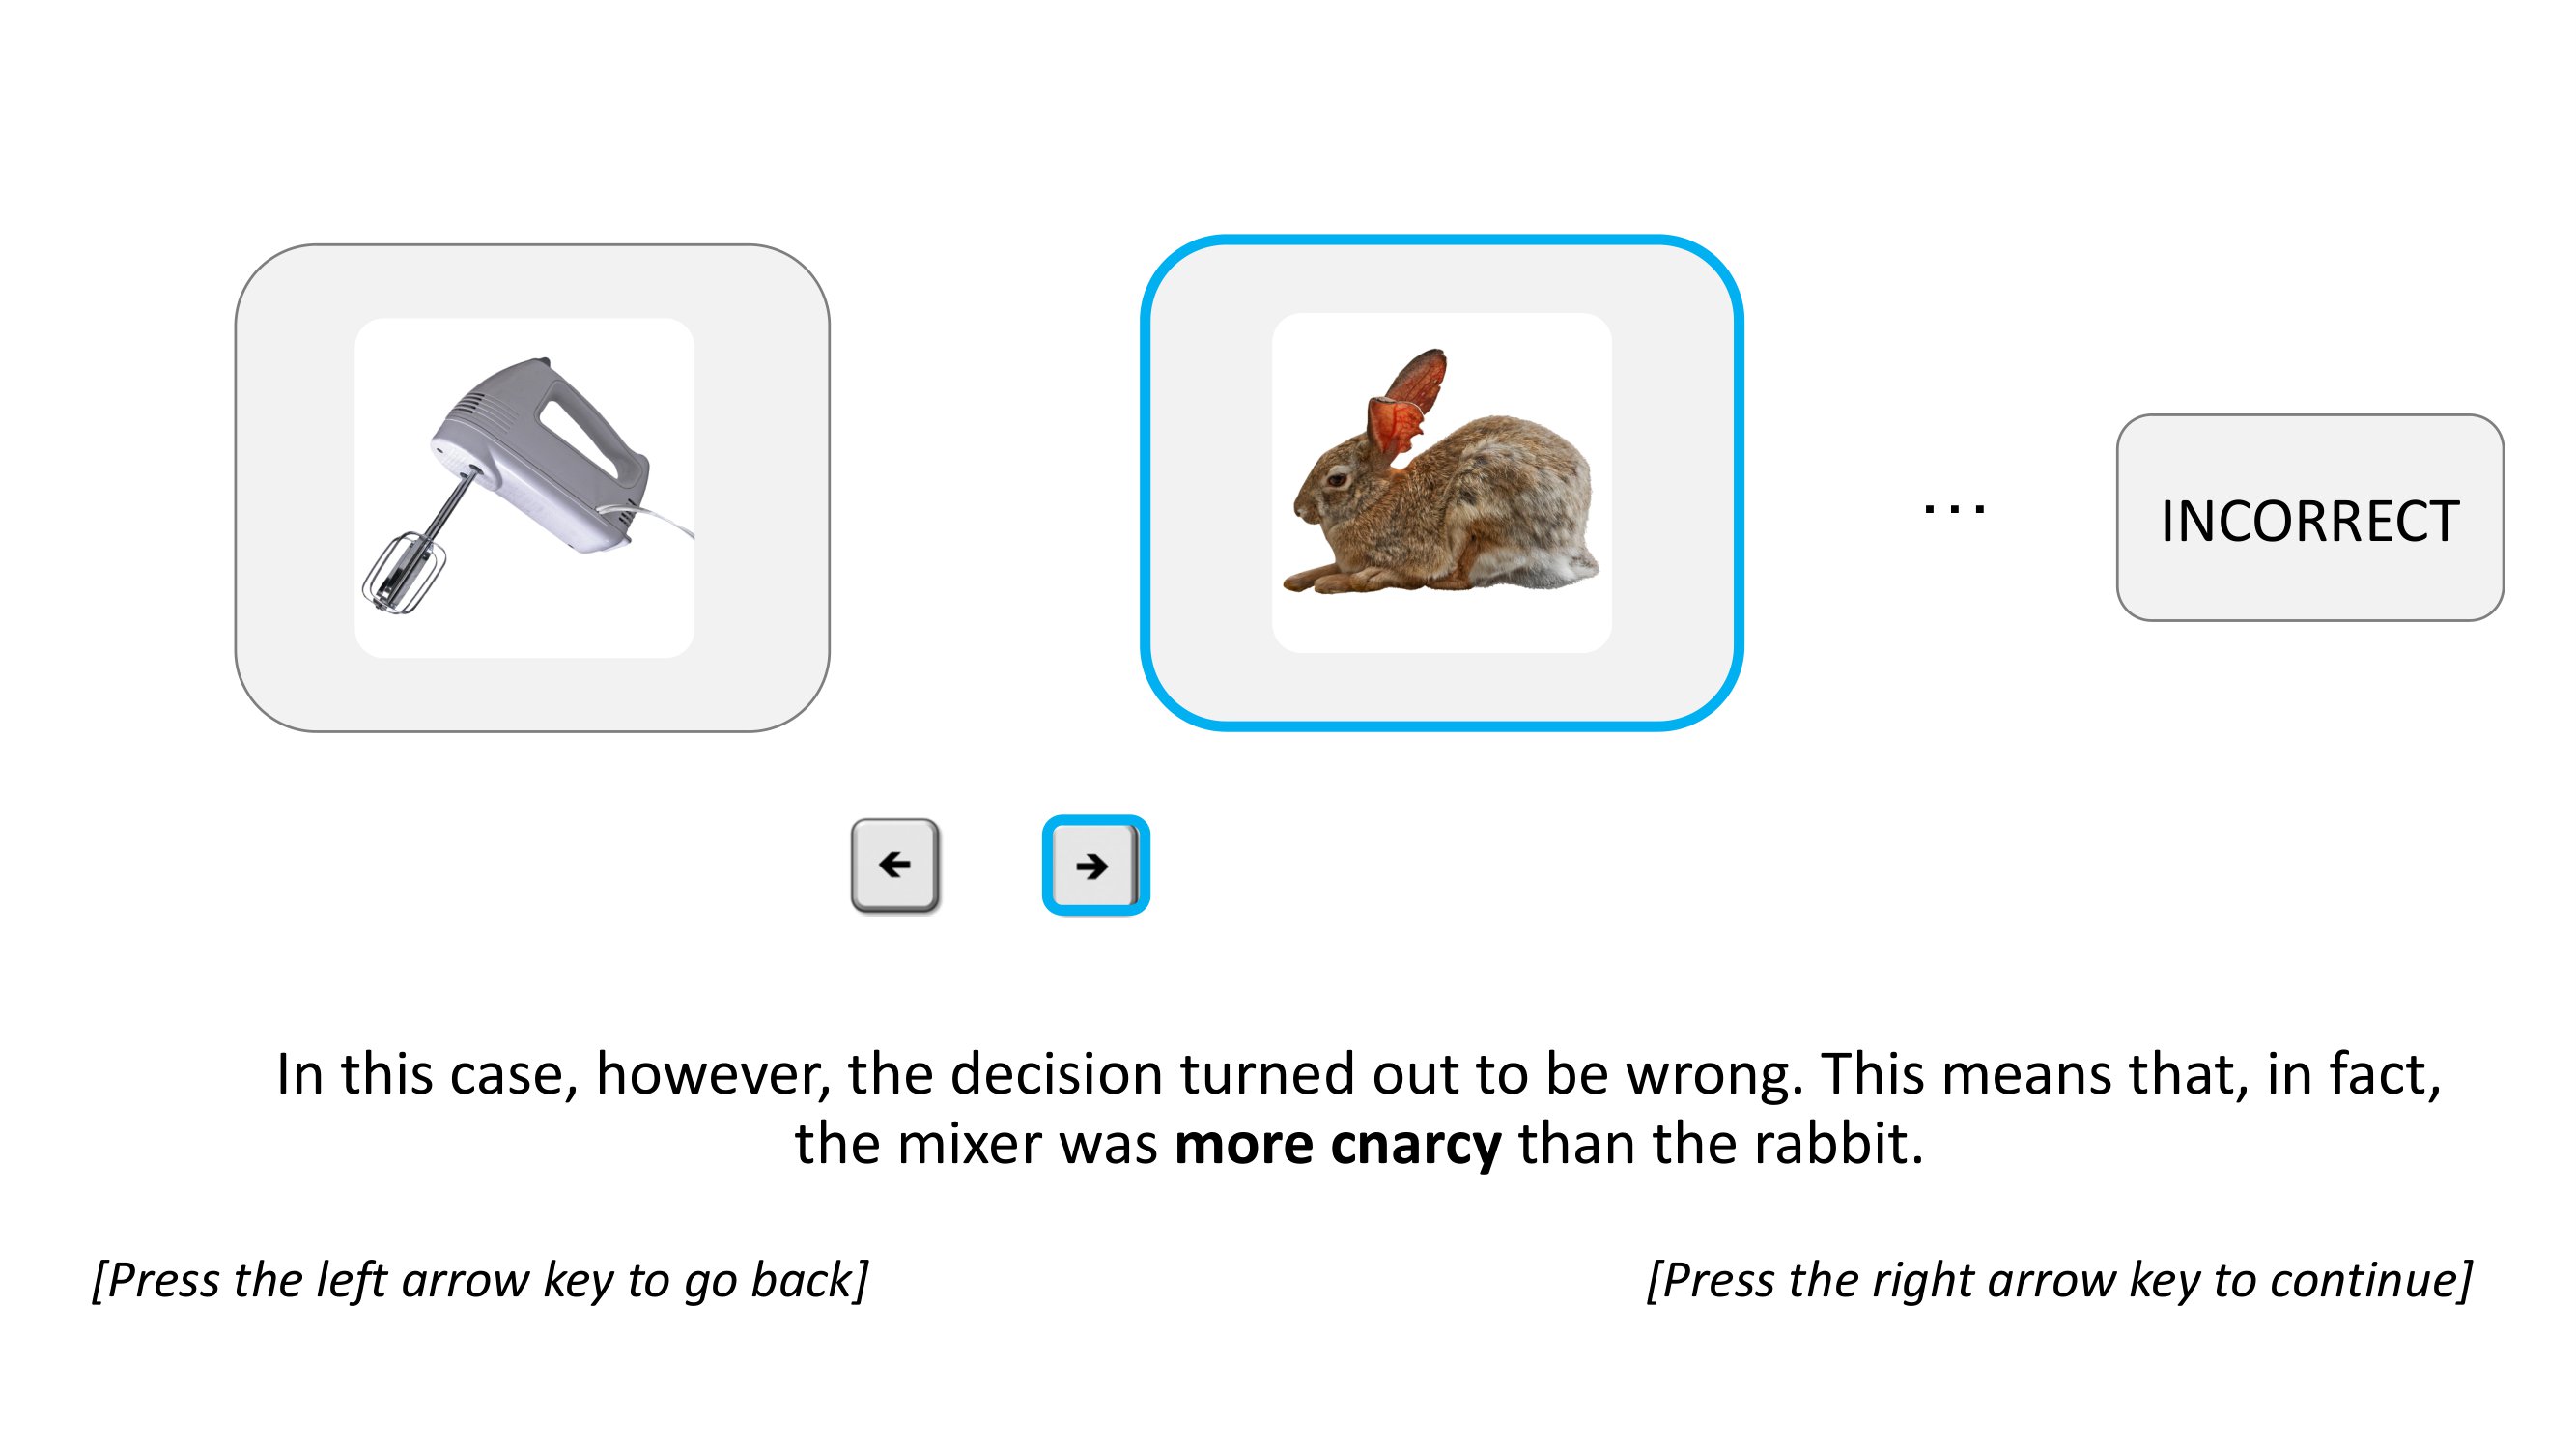 ...
INCORRECT
In this case, however, the decision turned out to be wrong. This means that, in fact,
the mixer was more cnarcy than the rabbit.
[Press the left arrow key to go back]
[Press the right arrow key to continue]